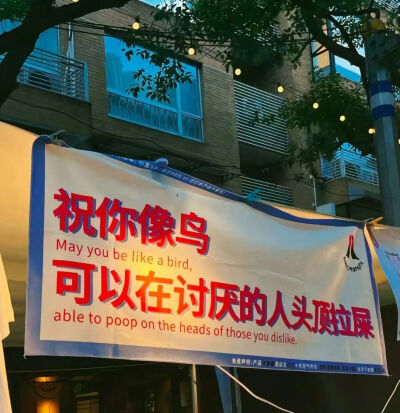 祝你像鸟
May you be like a bird,
可以在讨厌的人头顶拉屎
able to poop on the heads of those you dislike.